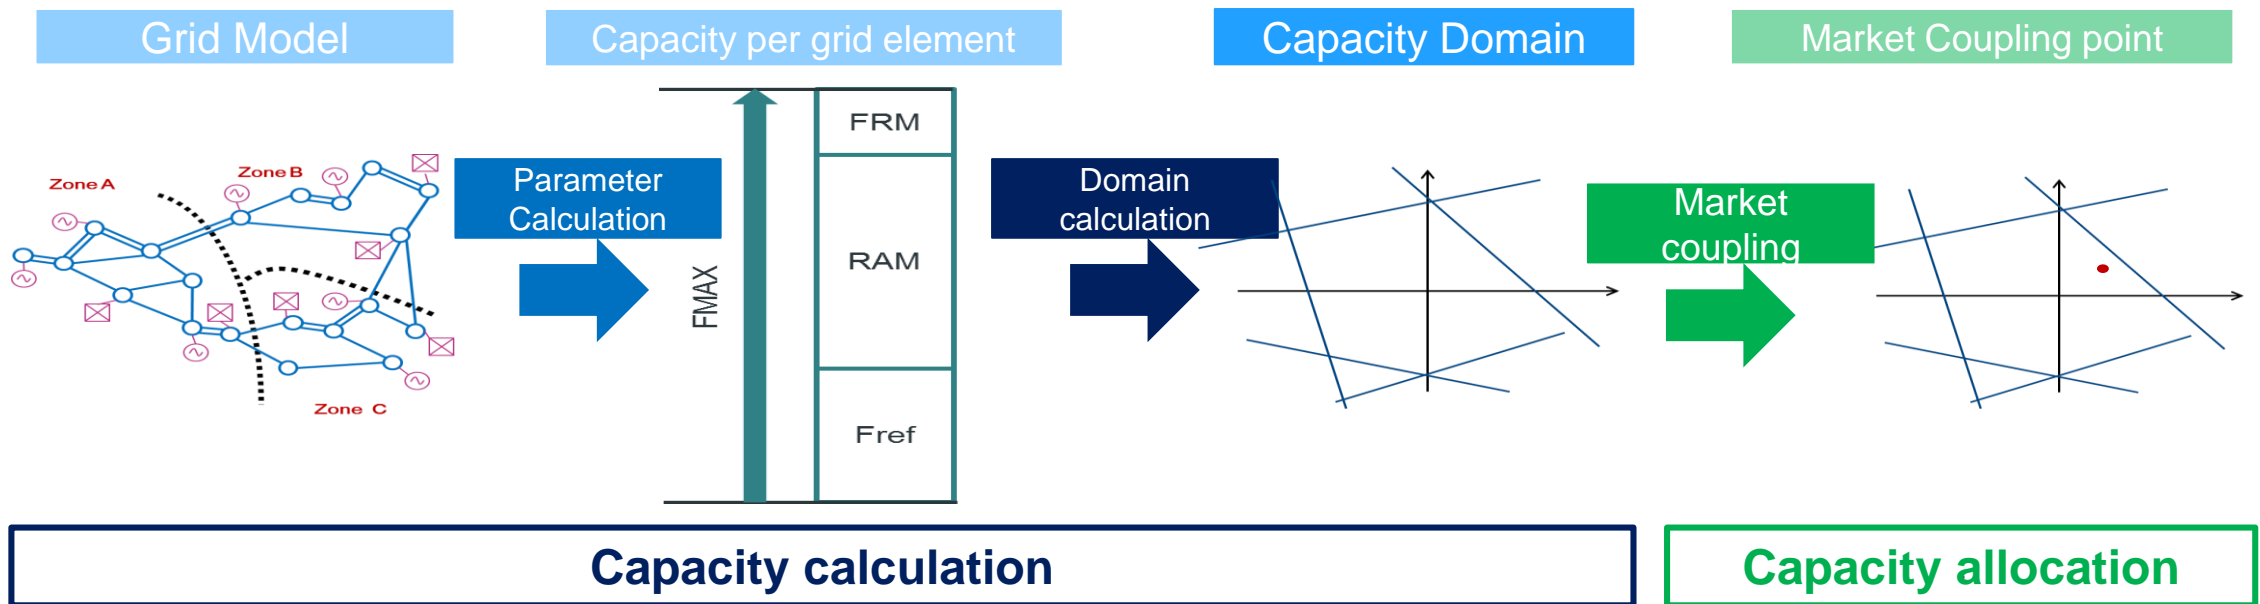 Grid Model
Capacity per grid element
Capacity Domain
Market Coupling point
Zone A
Zone B
Zone C
Parameter
Calculation
FMAX
FRM
RAM
Fref
Domain
calculation
Market
coupling
Capacity calculation
Capacity allocation